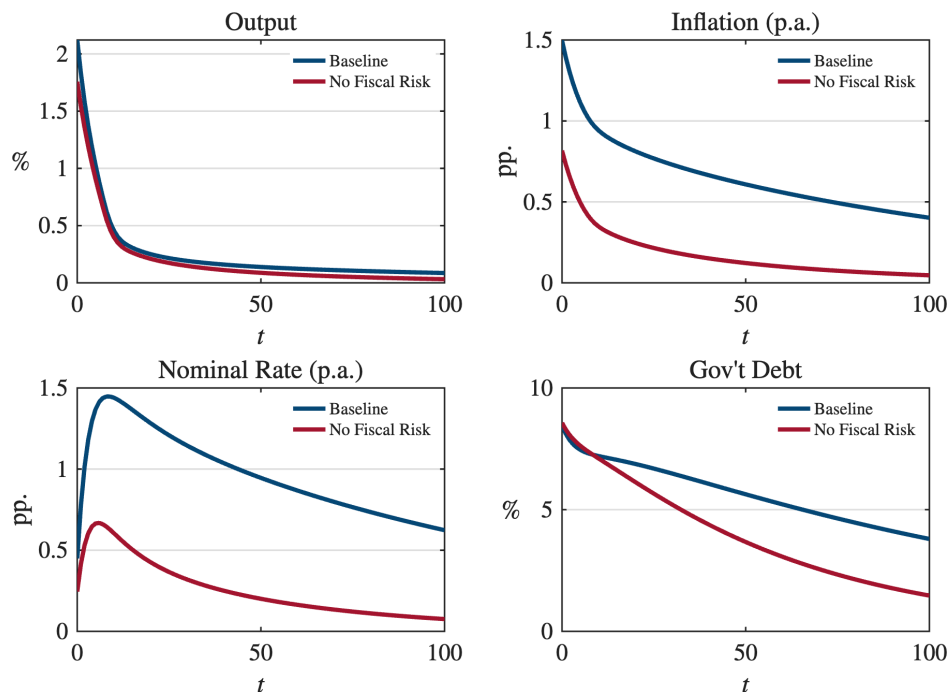 Output
2
1.5
1
0.5
0
%
0
50
100
t
Baseline
No Fiscal Risk
Inflation (p.a.)
1.5
1
0.5
0
pp.
0
50
100
t
Baseline
No Fiscal Risk
Nominal Rate (p.a.)
1.5
1
0.5
0
pp.
0
50
100
t
Baseline
No Fiscal Risk
Gov't Debt
10
5
0
%
0
50
100
t
Baseline
No Fiscal Risk